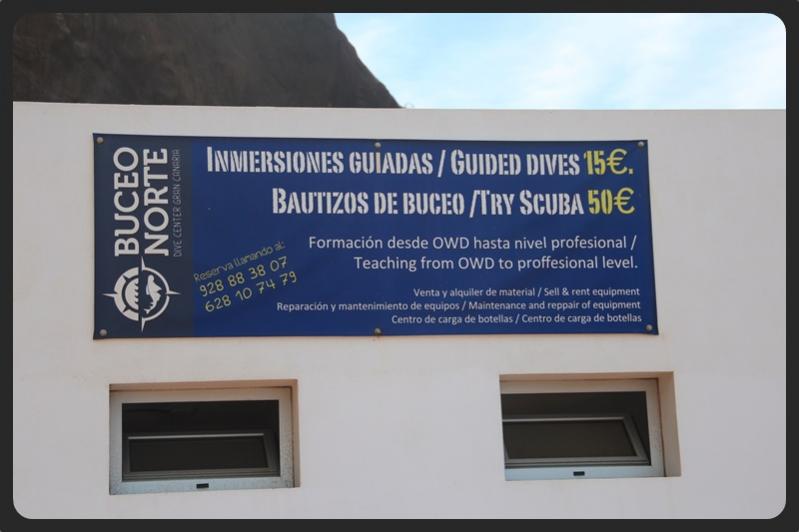 BUCEO
NORTE
DIVE CENTER GRAN CANARIA
INMERSIONES GUIADAS / GUIDED DIVES 15€.
BAUTIZOS DE BUCEO /TRY SCUBA 50€
Formación desde OWD hasta nivel profesional /
Teaching from OWD to proffesional level.
Reserva llamando al:
928 88 38 07
628 10 74 79
Venta y alquiler de material / Sell & rent equipment
Reparación y mantenimiento de equipos / Maintenance and reppair of equipment
Centro de carga de botellas / Centro de carga de botellas